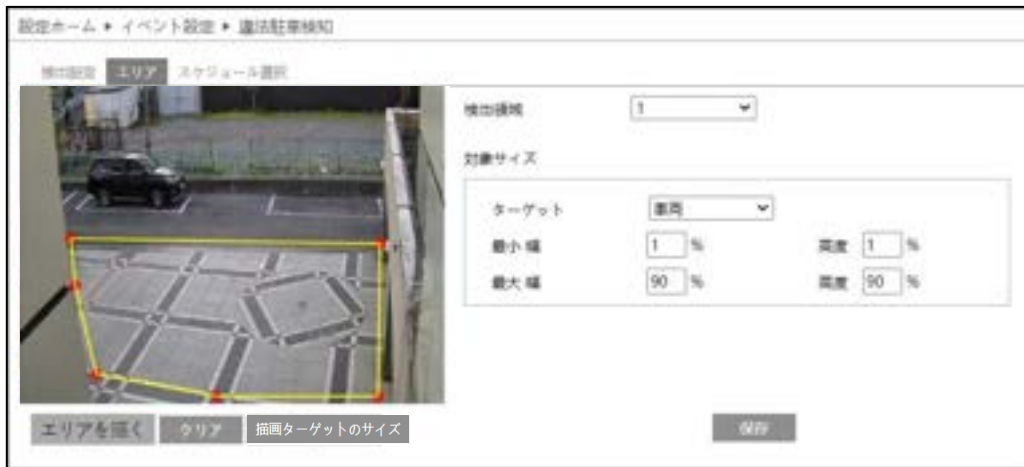 設定ホーム ▶ イベント設定 ▶ 違法駐車検知
検出設定 エリア スケジュール選択
検出領域 1
対象サイズ
ターゲット 車両
最小 幅 1 % 高度 1 %
最大 幅 90 % 高度 90 %
エリアを描く クリア 描画ターゲットのサイズ 保存